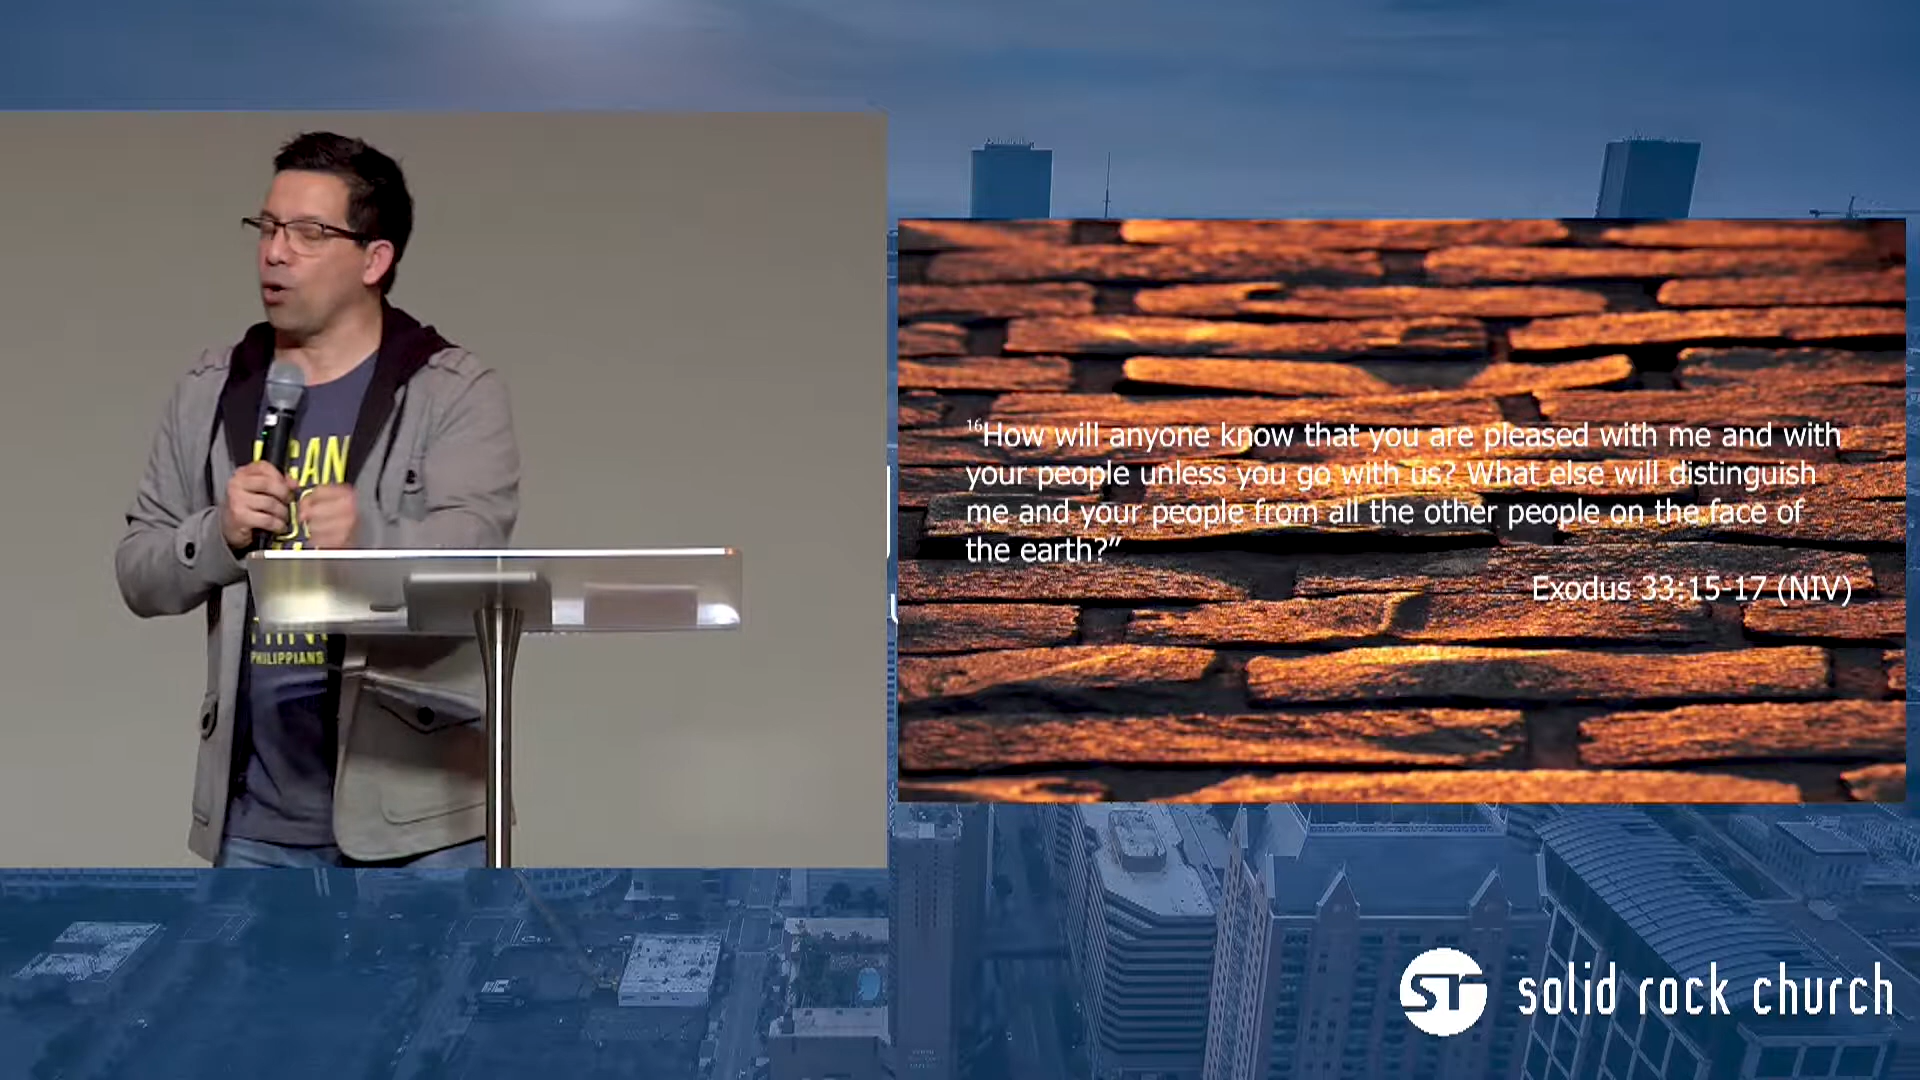 CAN
PHILIPPIANS
16How will anyone know that you are pleased with me and with
your people unless you go with us? What else will distinguish
me and your people from all the other people on the face of
the earth?”
Exodus 33:15-17 (NIV)
solid rock church